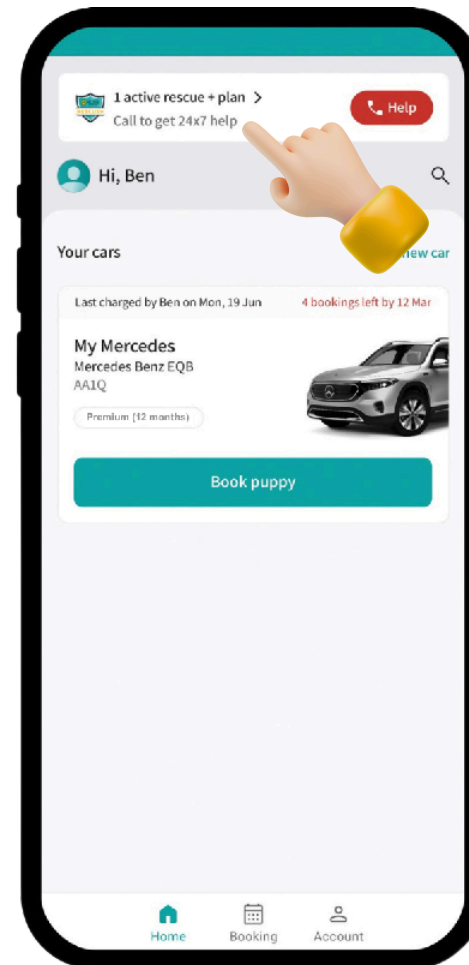 1 active rescue + plan >
Call to get 24x7 help
Help
Hi, Ben
Your cars
new car
Last charged by Ben on Mon, 19 Jun
4 bookings left by 12 Mar
My Mercedes
Mercedes Benz EQB
AA1Q
Premium (12 months)
Book puppy
Home
Booking
Account